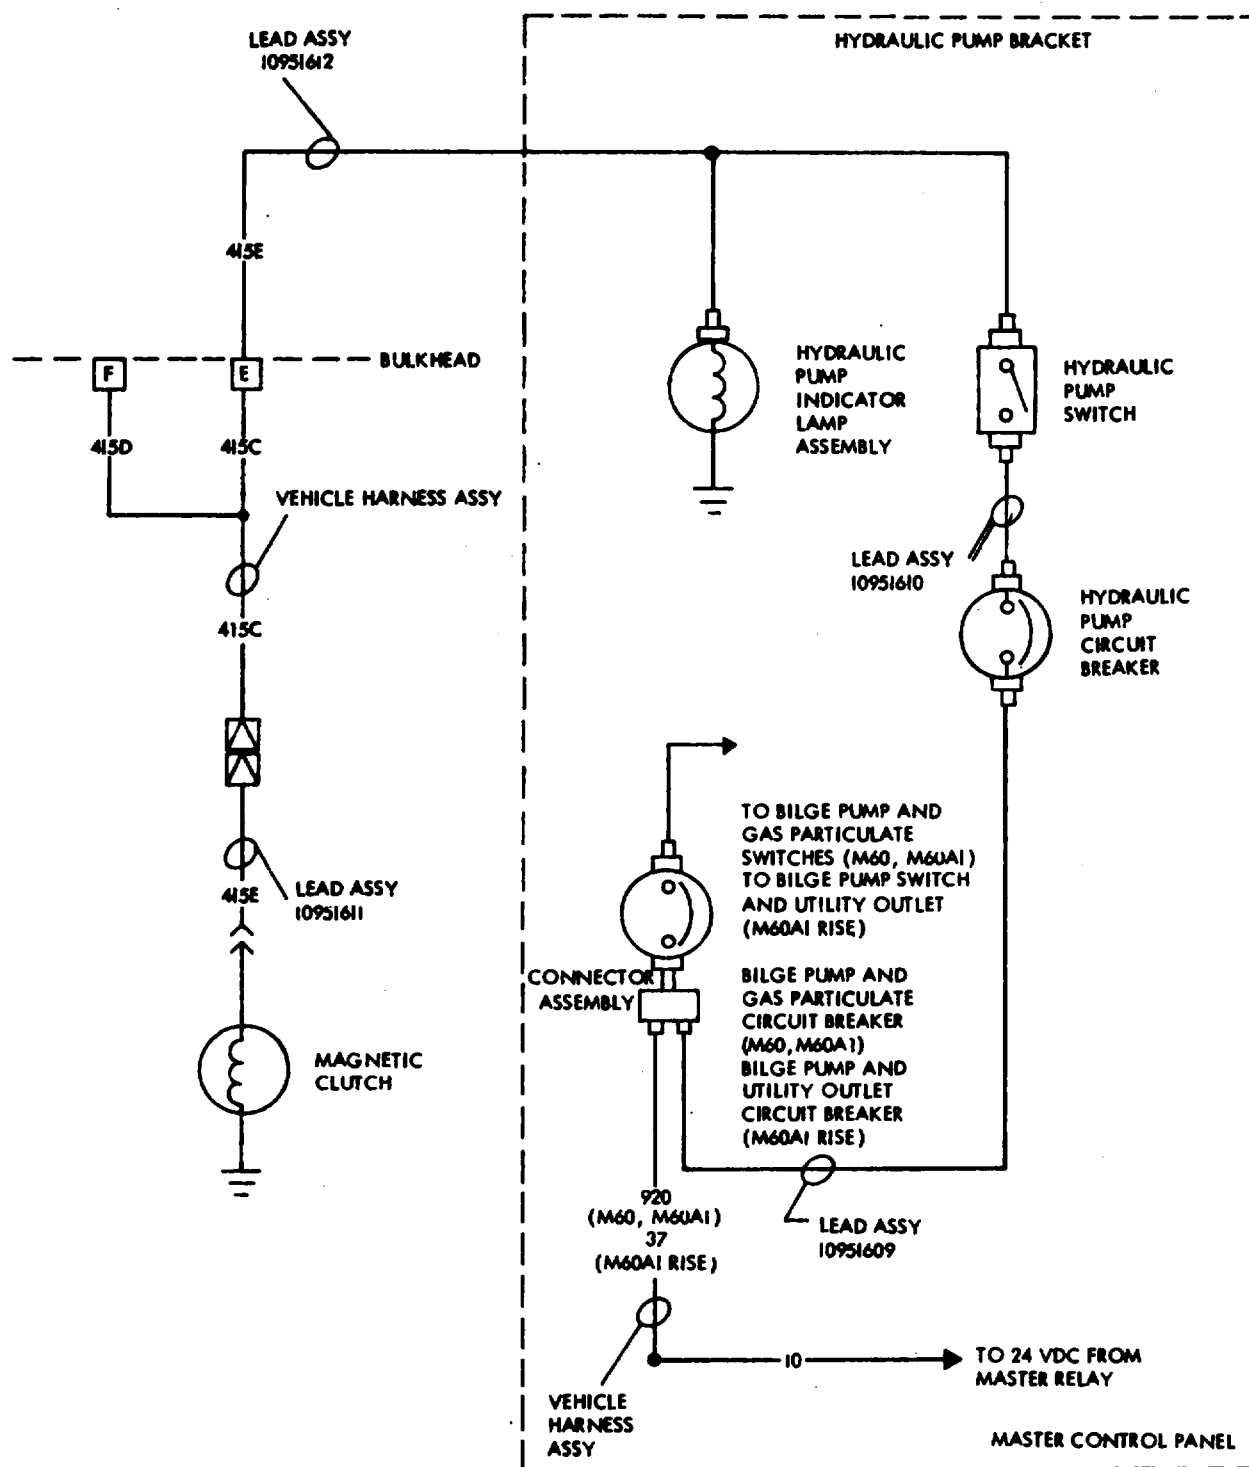 LEAD ASSY
10951612
HYDRAULIC PUMP BRACKET
415E
BULKHEAD
F
E
415D
415C
VEHICLE HARNESS ASSY
HYDRAULIC
PUMP
INDICATOR
LAMP
ASSEMBLY
HYDRAULIC
PUMP
SWITCH
LEAD ASSY
10951610
HYDRAULIC
PUMP
CIRCUIT
BREAKER
415C
415E
LEAD ASSY
10951611
TO BILGE PUMP AND
GAS PARTICULATE
SWITCHES (M60, M60A1)
TO BILGE PUMP SWITCH
AND UTILITY OUTLET
(M60A1 RISE)
CONNECTOR
ASSEMBLY
BILGE PUMP AND
GAS PARTICULATE
CIRCUIT BREAKER
(M60, M60A1)
BILGE PUMP AND
UTILITY OUTLET
CIRCUIT BREAKER
(M60A1 RISE)
MAGNETIC
CLUTCH
920
(M60, M60A1)
37
(M60A1 RISE)
LEAD ASSY
10951609
10
TO 24 VDC FROM
MASTER RELAY
VEHICLE
HARNESS
ASSY
MASTER CONTROL PANEL